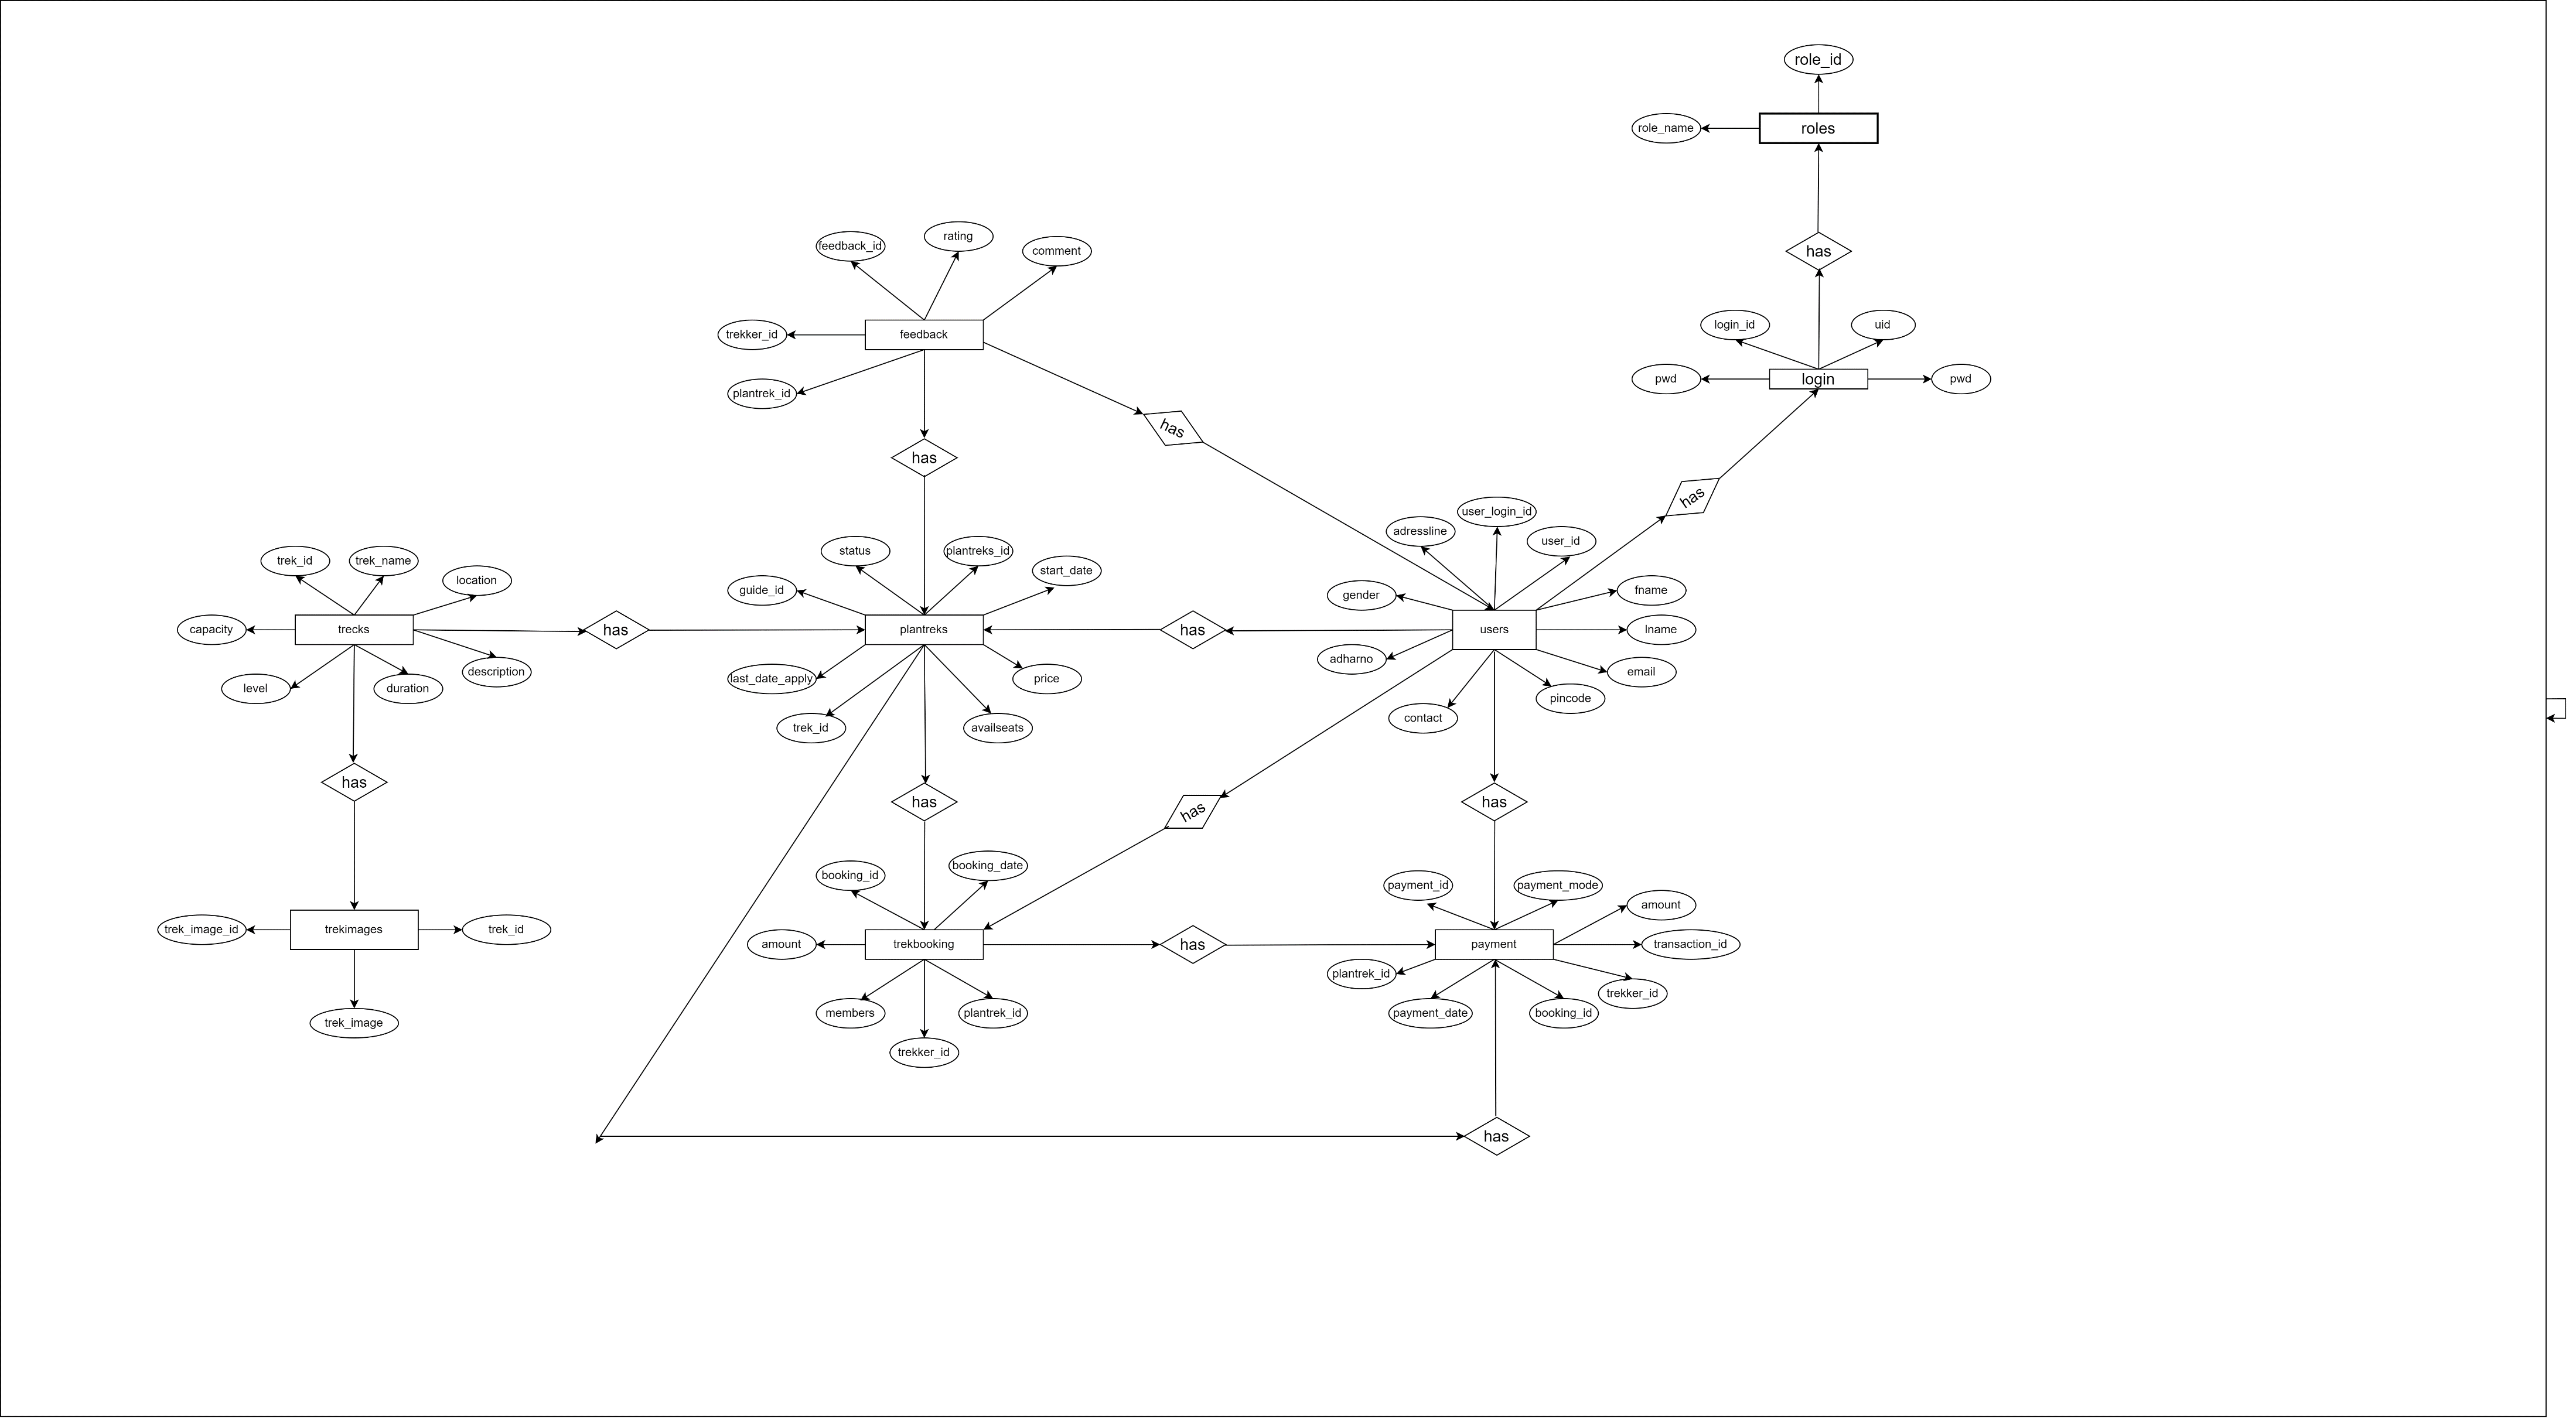 role_id
role_name
roles
has
feedback_id
rating
comment
trekker_id
feedback
plantrek_id
login_id
uid
pwd
login
pwd
has
has
has
adressline
user_login_id
user_id
gender
users
fname
lname
email
pincode
contact
adharno
has
status
plantreks_id
start_date
guide_id
plantreks
last_date_apply
price
trek_id
availseats
trek_id
trek_name
location
capacity
trecks
has
level
duration
description
has
has
has
has
trek_image_id
trekimages
trek_id
trek_image
booking_id
booking_date
amount
trekbooking
has
members
plantrek_id
trekker_id
payment_id
payment_mode
amount
payment
transaction_id
plantrek_id
trekker_id
payment_date
booking_id
has